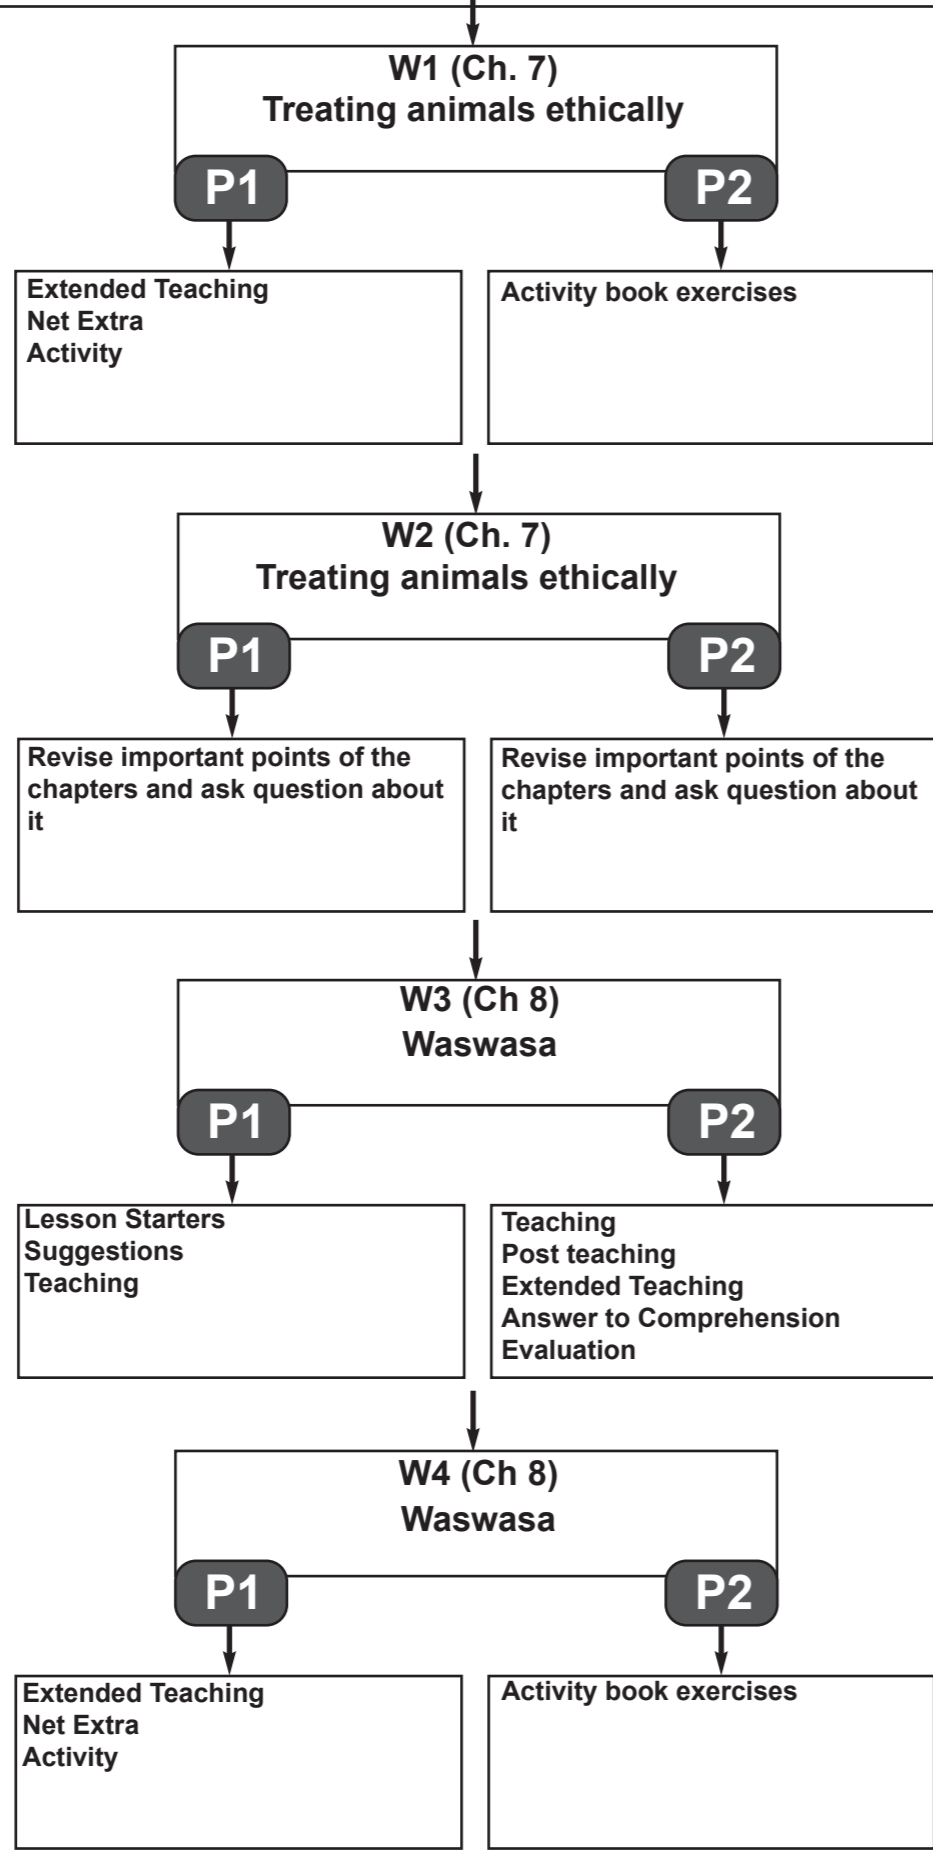 W1 (Ch. 7)
Treating animals ethically
P1
P2
Extended Teaching
Net Extra
Activity
Activity book exercises
W2 (Ch. 7)
Treating animals ethically
P1
P2
Revise important points of the
chapters and ask question about
it
Revise important points of the
chapters and ask question about
it
W3 (Ch 8)
Waswasa
P1
P2
Lesson Starters
Suggestions
Teaching
Teaching
Post teaching
Extended Teaching
Answer to Comprehension
Evaluation
W4 (Ch 8)
Waswasa
P1
P2
Extended Teaching
Net Extra
Activity
Activity book exercises